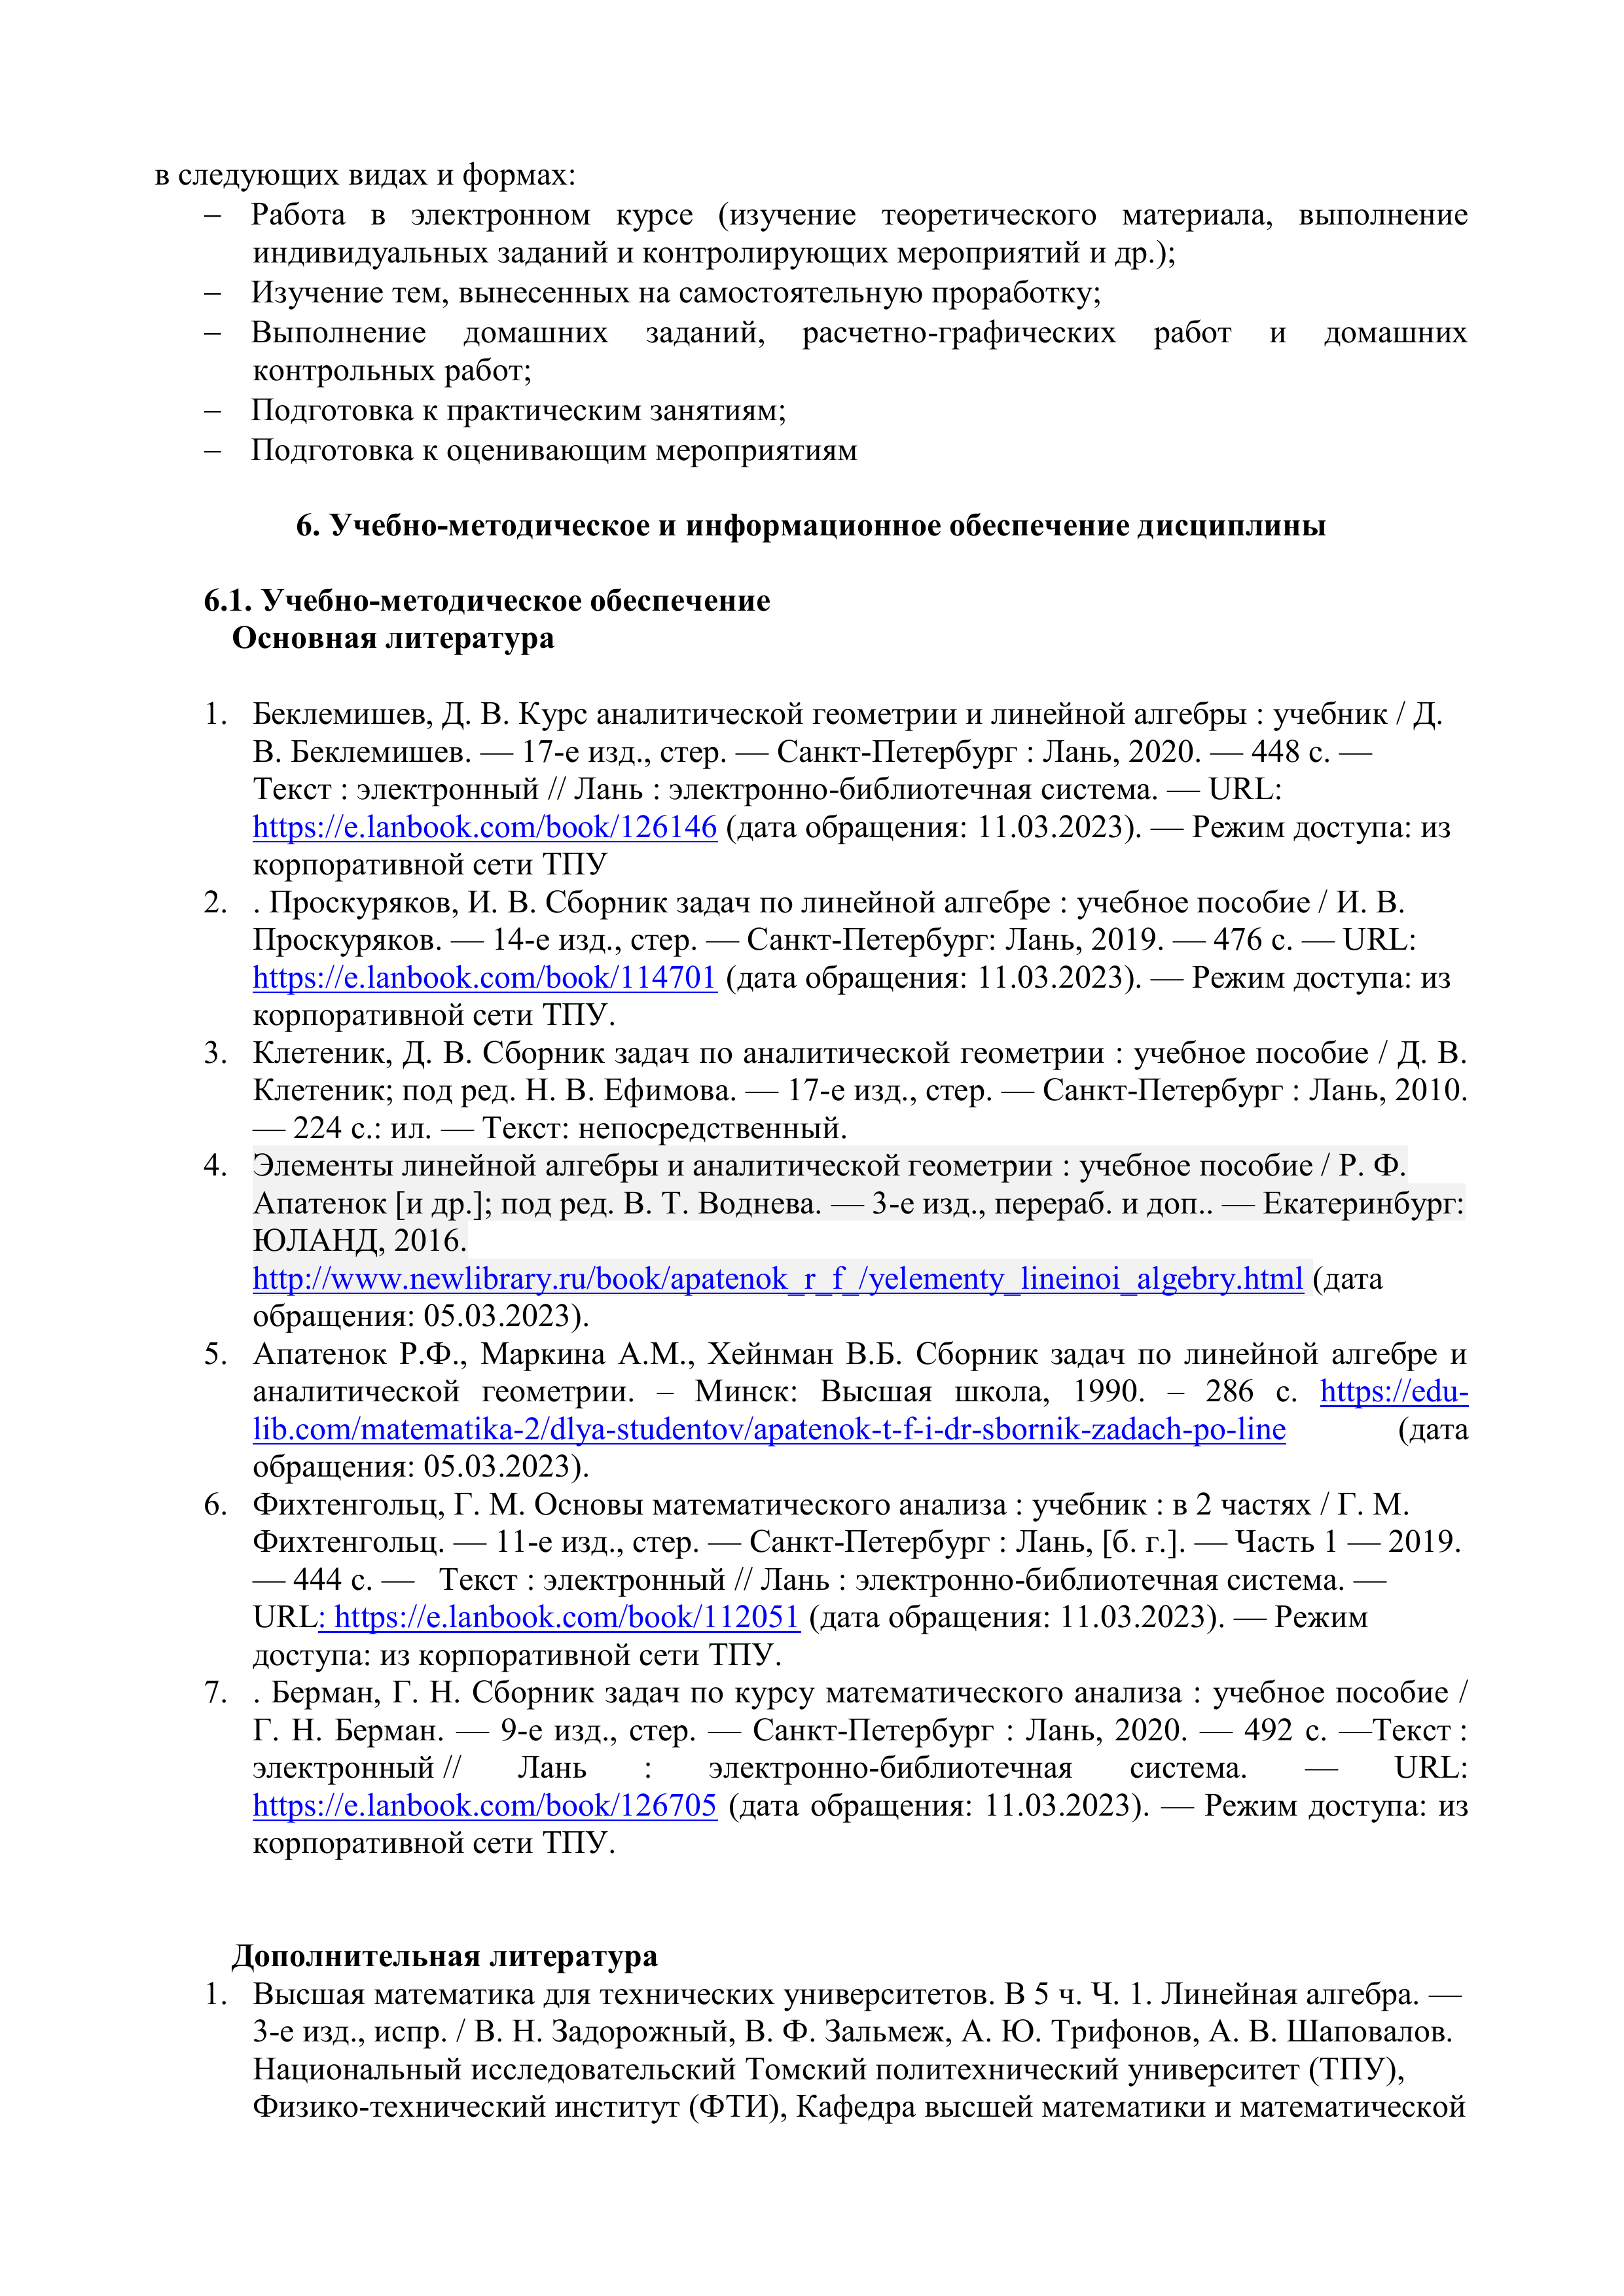 в следующих видах и формах:
− Работа в электронном курсе (изучение теоретического материала, выполнение
индивидуальных заданий и контролирующих мероприятий и др.);
− Изучение тем, вынесенных на самостоятельную проработку;
− Выполнение домашних заданий, расчетно-графических работ и домашних
контрольных работ;
− Подготовка к практическим занятиям;
− Подготовка к оценивающим мероприятиям
6. Учебно-методическое и информационное обеспечение дисциплины
6.1. Учебно-методическое обеспечение
Основная литература
1. Беклемишев, Д. В. Курс аналитической геометрии и линейной алгебры : учебник / Д.
В. Беклемишев. — 17-е изд., стер. — Санкт-Петербург : Лань, 2020. — 448 с. —
Текст : электронный // Лань : электронно-библиотечная система. — URL:
https://e.lanbook.com/book/126146 (дата обращения: 11.03.2023). — Режим доступа: из
корпоративной сети ТПУ
2. . Проскуряков, И. В. Сборник задач по линейной алгебре : учебное пособие / И. В.
Проскуряков. — 14-е изд., стер. — Санкт-Петербург: Лань, 2019. — 476 с. — URL:
https://e.lanbook.com/book/114701 (дата обращения: 11.03.2023). — Режим доступа: из
корпоративной сети ТПУ.
3. Клетеник, Д. В. Сборник задач по аналитической геометрии : учебное пособие / Д. В.
Клетеник; под ред. Н. В. Ефимова. — 17-е изд., стер. — Санкт-Петербург : Лань, 2010.
— 224 с.: ил. — Текст: непосредственный.
4. Элементы линейной алгебры и аналитической геометрии : учебное пособие / Р. Ф.
Апатенок [и др.]; под ред. В. Т. Воднева. — 3-е изд., перераб. и доп.. — Екатеринбург:
ЮЛАНД, 2016.
http://www.newlibrary.ru/book/apatenok_r_f_/yelementy_lineinoi_algebry.html (дата
обращения: 05.03.2023).
5. Апатенок Р.Ф., Маркина А.М., Хейнман В.Б. Сборник задач по линейной алгебре и
аналитической геометрии. – Минск: Высшая школа, 1990. – 286 с. https://edu-
lib.com/matematika-2/dlya-studentov/apatenok-t-f-i-dr-sbornik-zadach-po-line (дата
обращения: 05.03.2023).
6. Фихтенгольц, Г. М. Основы математического анализа : учебник : в 2 частях / Г. М.
Фихтенгольц. — 11-е изд., стер. — Санкт-Петербург : Лань, [б. г.]. — Часть 1 — 2019.
— 444 с. — Текст : электронный // Лань : электронно-библиотечная система. —
URL: https://e.lanbook.com/book/112051 (дата обращения: 11.03.2023). — Режим
доступа: из корпоративной сети ТПУ.
7. . Берман, Г. Н. Сборник задач по курсу математического анализа : учебное пособие /
Г. Н. Берман. — 9-е изд., стер. — Санкт-Петербург : Лань, 2020. — 492 с. —Текст :
электронный // Лань : электронно-библиотечная система. — URL:
https://e.lanbook.com/book/126705 (дата обращения: 11.03.2023). — Режим доступа: из
корпоративной сети ТПУ.
Дополнительная литература
1. Высшая математика для технических университетов. В 5 ч. Ч. 1. Линейная алгебра. —
3-е изд., испр. / В. Н. Задорожный, В. Ф. Зальмеж, А. Ю. Трифонов, А. В. Шаповалов.
Национальный исследовательский Томский политехнический университет (ТПУ),
Физико-технический институт (ФТИ), Кафедра высшей математики и математической